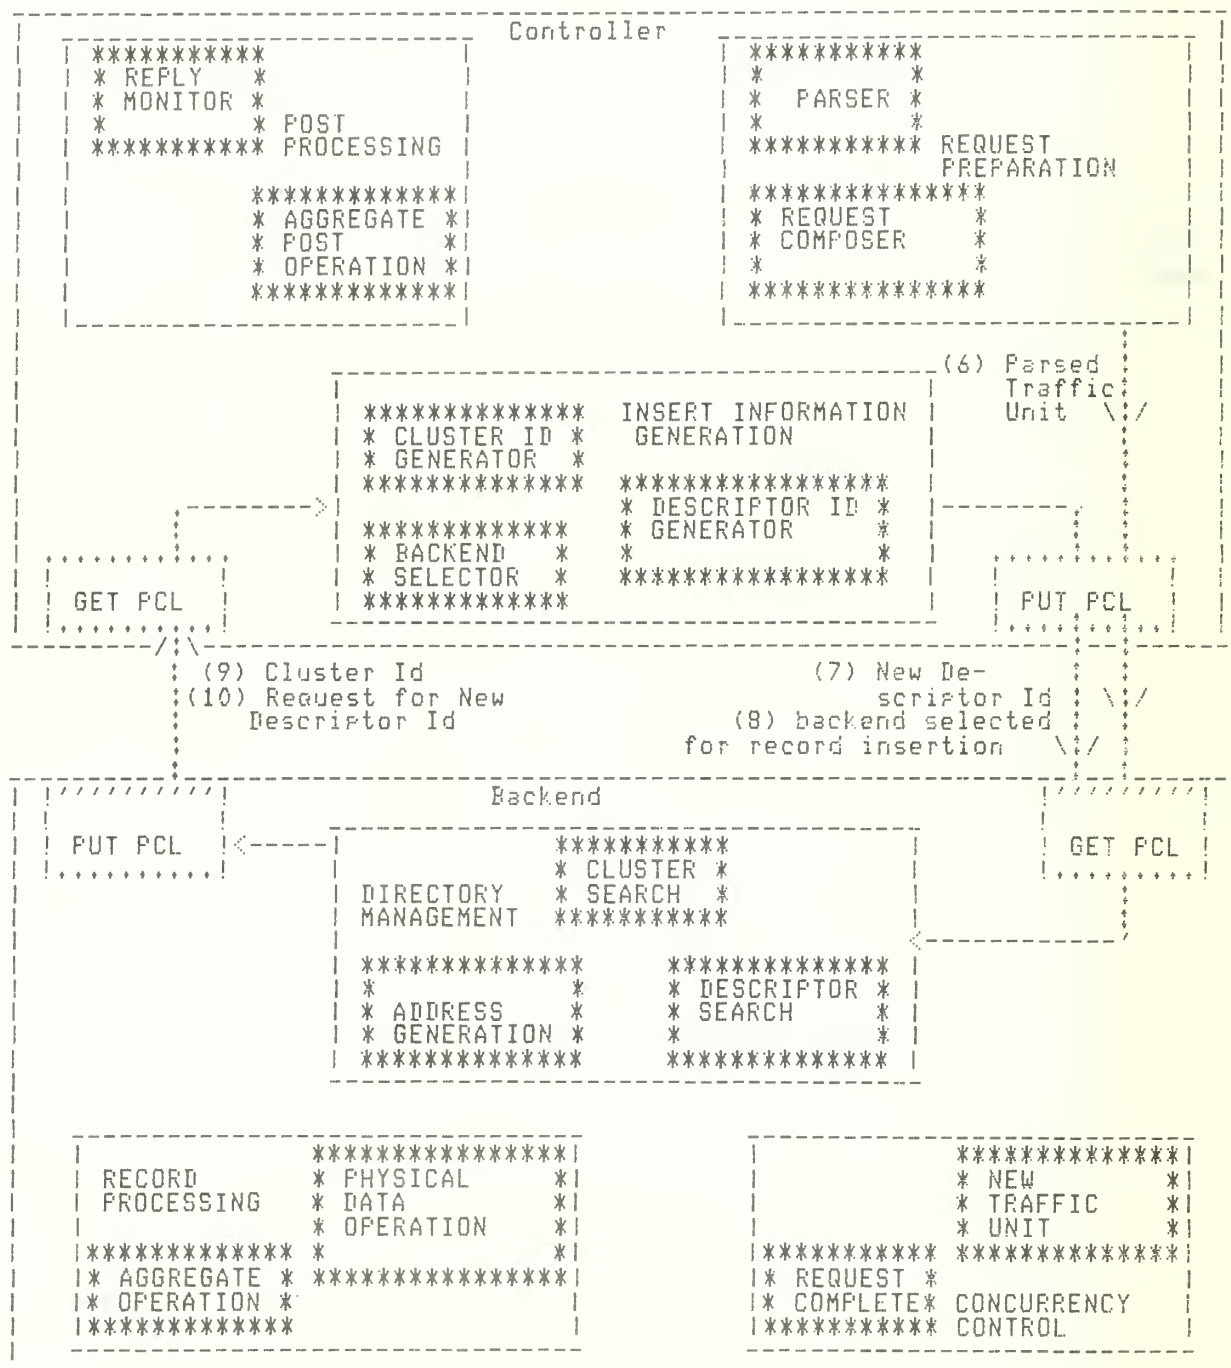 Controller
REPLY
MONITOR
POST
PROCESSING
AGGREGATE
POST
OPERATION
PARSER
REQUEST
PREPARATION
REQUEST
COMPOSER
(6) Parsed
Traffic
Unit
CLUSTER ID
GENERATOR
INSERT INFORMATION
GENERATION
DESCRIPTOR ID
GENERATOR
BACKEND
SELECTOR
GET PCL
PUT PCL
(9) Cluster Id
(10) Request for New
Descriptor Id
(7) New De-
scriptor Id
(8) backend selected
for record insertion
Backend
PUT PCL
GET PCL
CLUSTER
SEARCH
DIRECTORY
MANAGEMENT
ADDRESS
GENERATION
DESCRIPTOR
SEARCH
RECORD
PROCESSING
PHYSICAL
DATA
OPERATION
AGGREGATE
OPERATION
NEW
TRAFFIC
UNIT
REQUEST
COMPLETE
CONCURRENCY
CONTROL